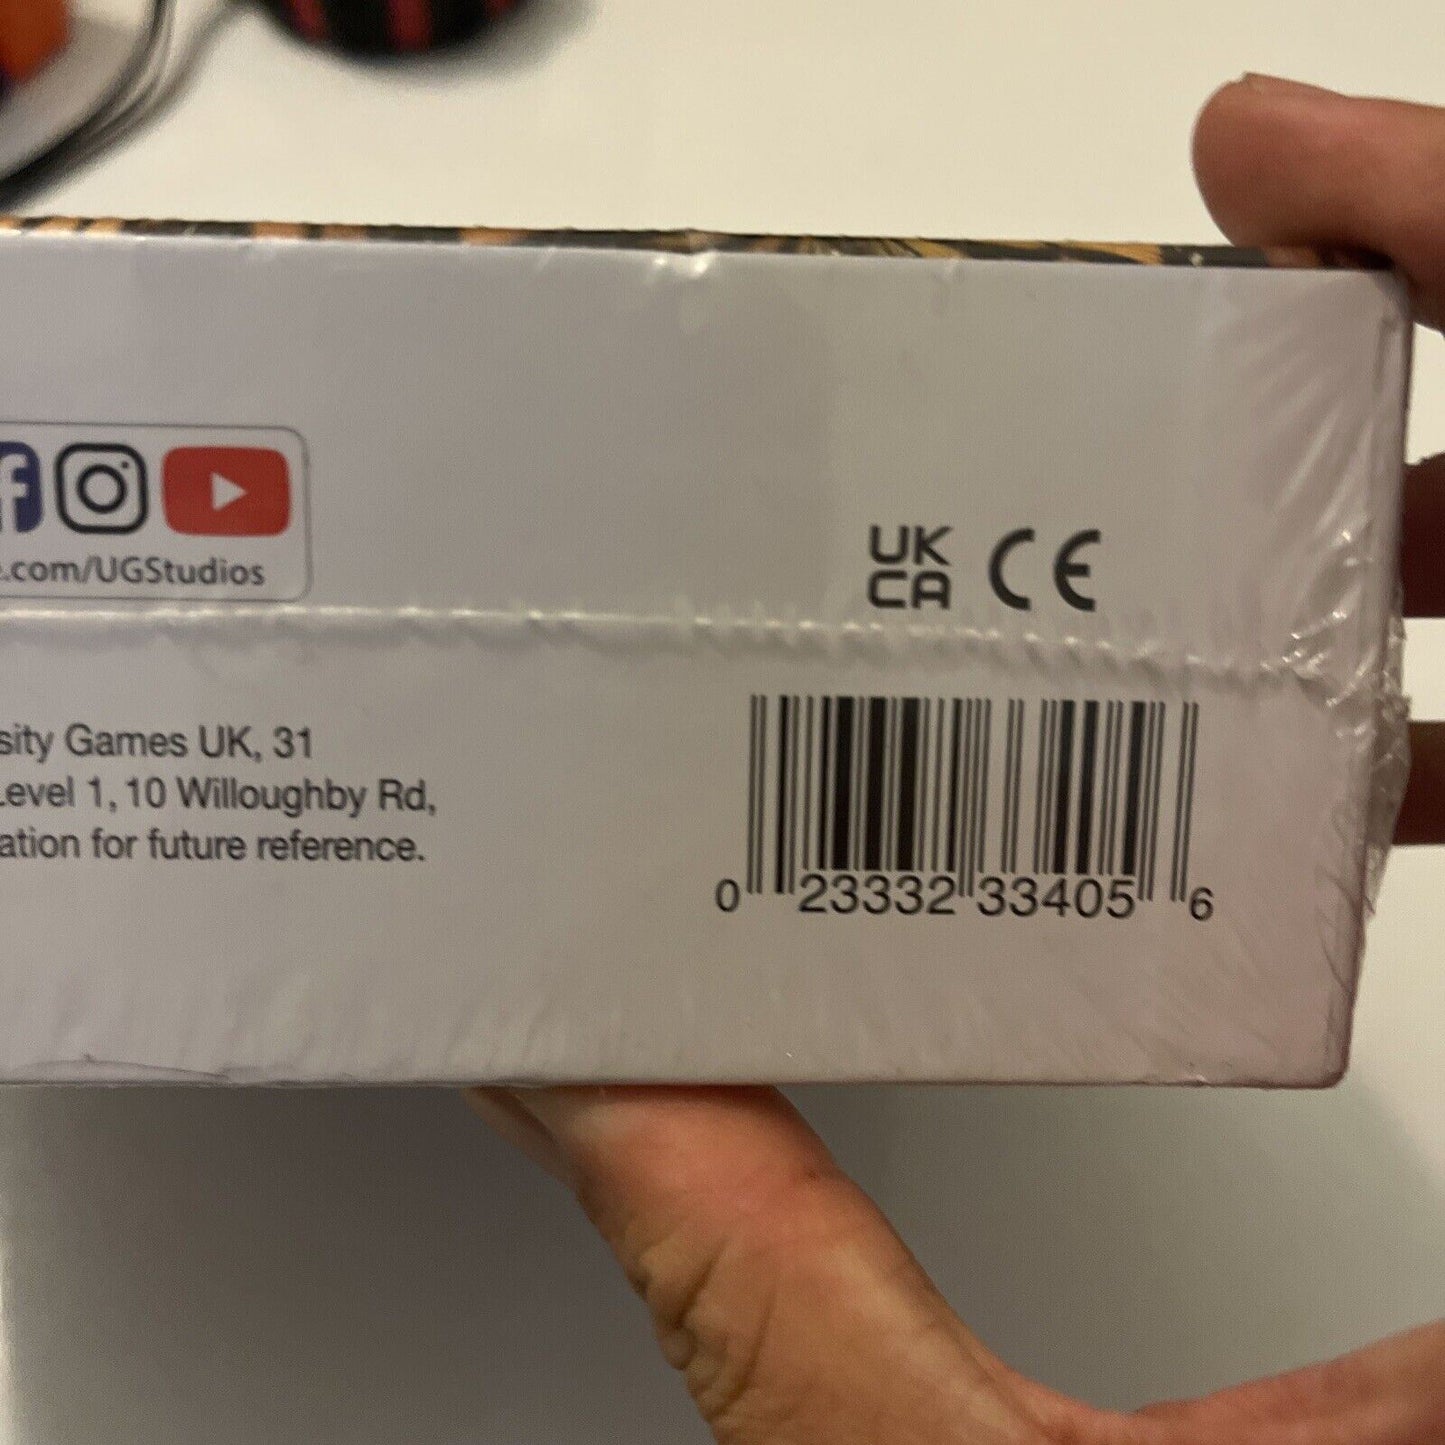 f
.com/UGStudios
UK
CA CE
sity Games UK, 31
Level 1, 10 Willoughby Rd,
ation for future reference.
0 23332 33405 6